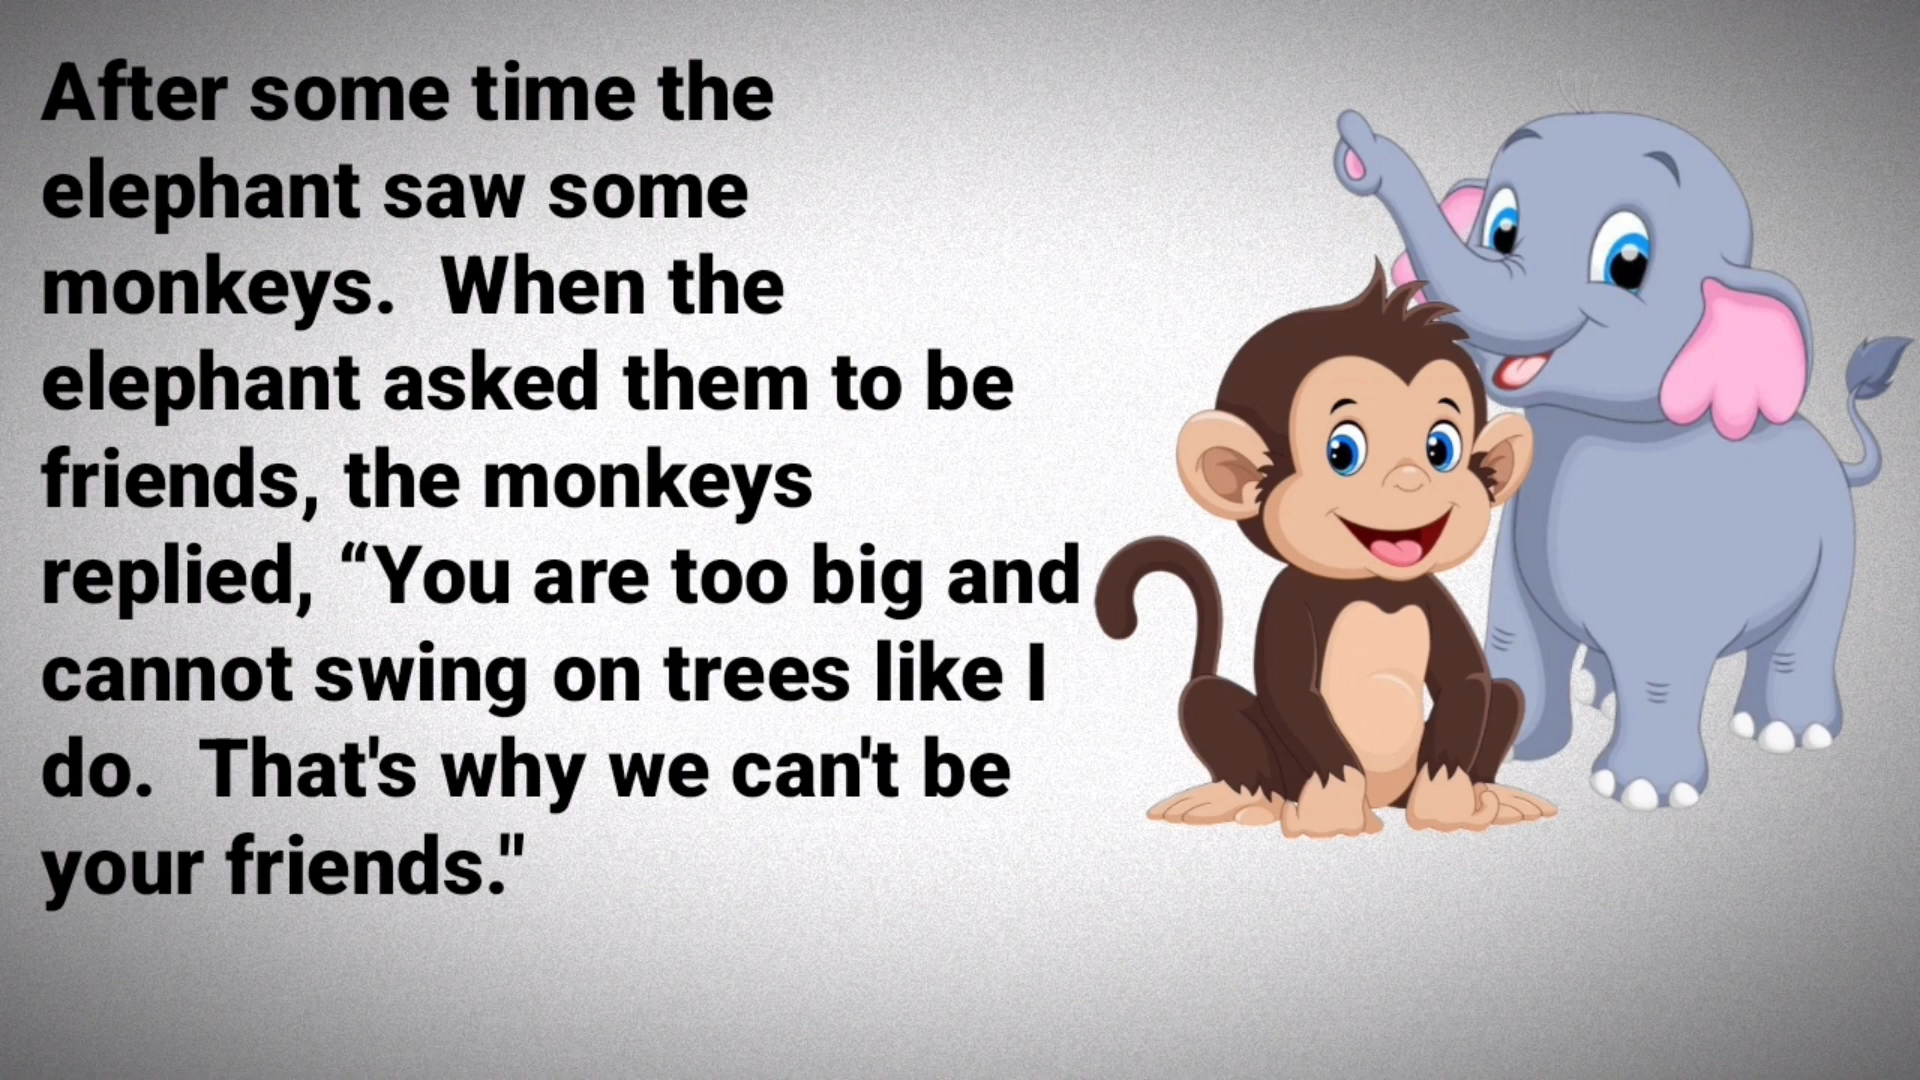 After some time the
elephant saw some
monkeys.  When the
elephant asked them to be
friends, the monkeys
replied, “You are too big and
cannot swing on trees like I
do.  That's why we can't be
your friends."